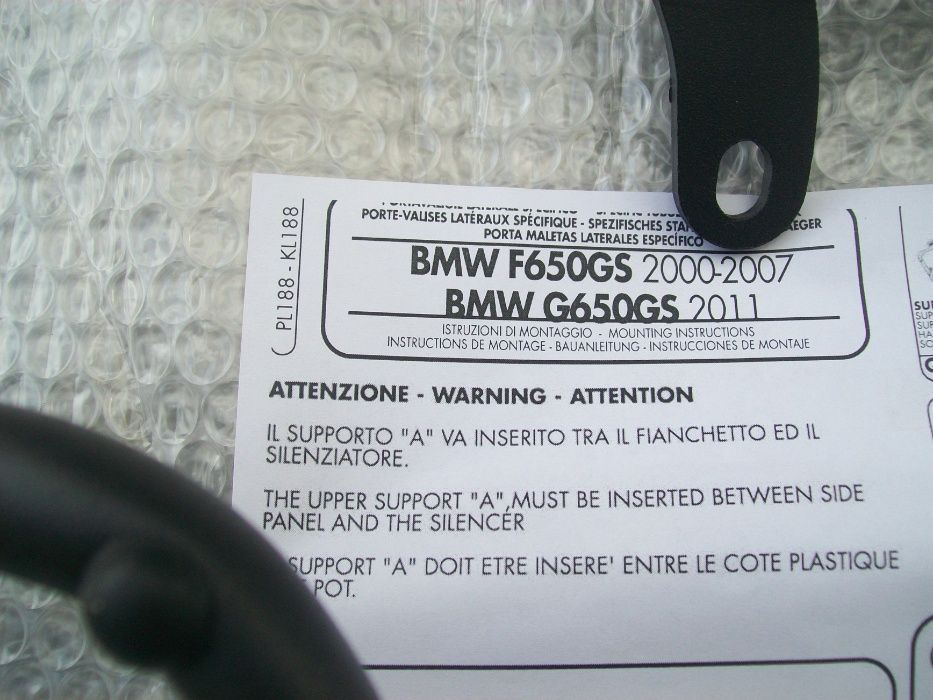 PL188 - KL188
PORTE-VALISES LATÉRAUX SPÉCIFIQUE - SPEZIFISCHES
PORTA MALETAS LATERALES ESPECÍFICO
BMW F650GS 2000-2007
BMW G650GS 2011
ISTRUZIONI DI MONTAGGIO - MOUNTING INSTRUCTIONS
INSTRUCTIONS DE MONTAGE - BAUANLEITUNG - INSTRUCCIONES DE MONTAJE
ATTENZIONE - WARNING - ATTENTION
IL SUPPORTO "A" VA INSERITO TRA IL FIANCHETTO ED IL
SILENZIATORE.
THE UPPER SUPPORT "A",MUST BE INSERTED BETWEEN SIDE
PANEL AND THE SILENCER
SUPPORT "A" DOIT ETRE INSERE' ENTRE LE COTE PLASTIQUE
POT.